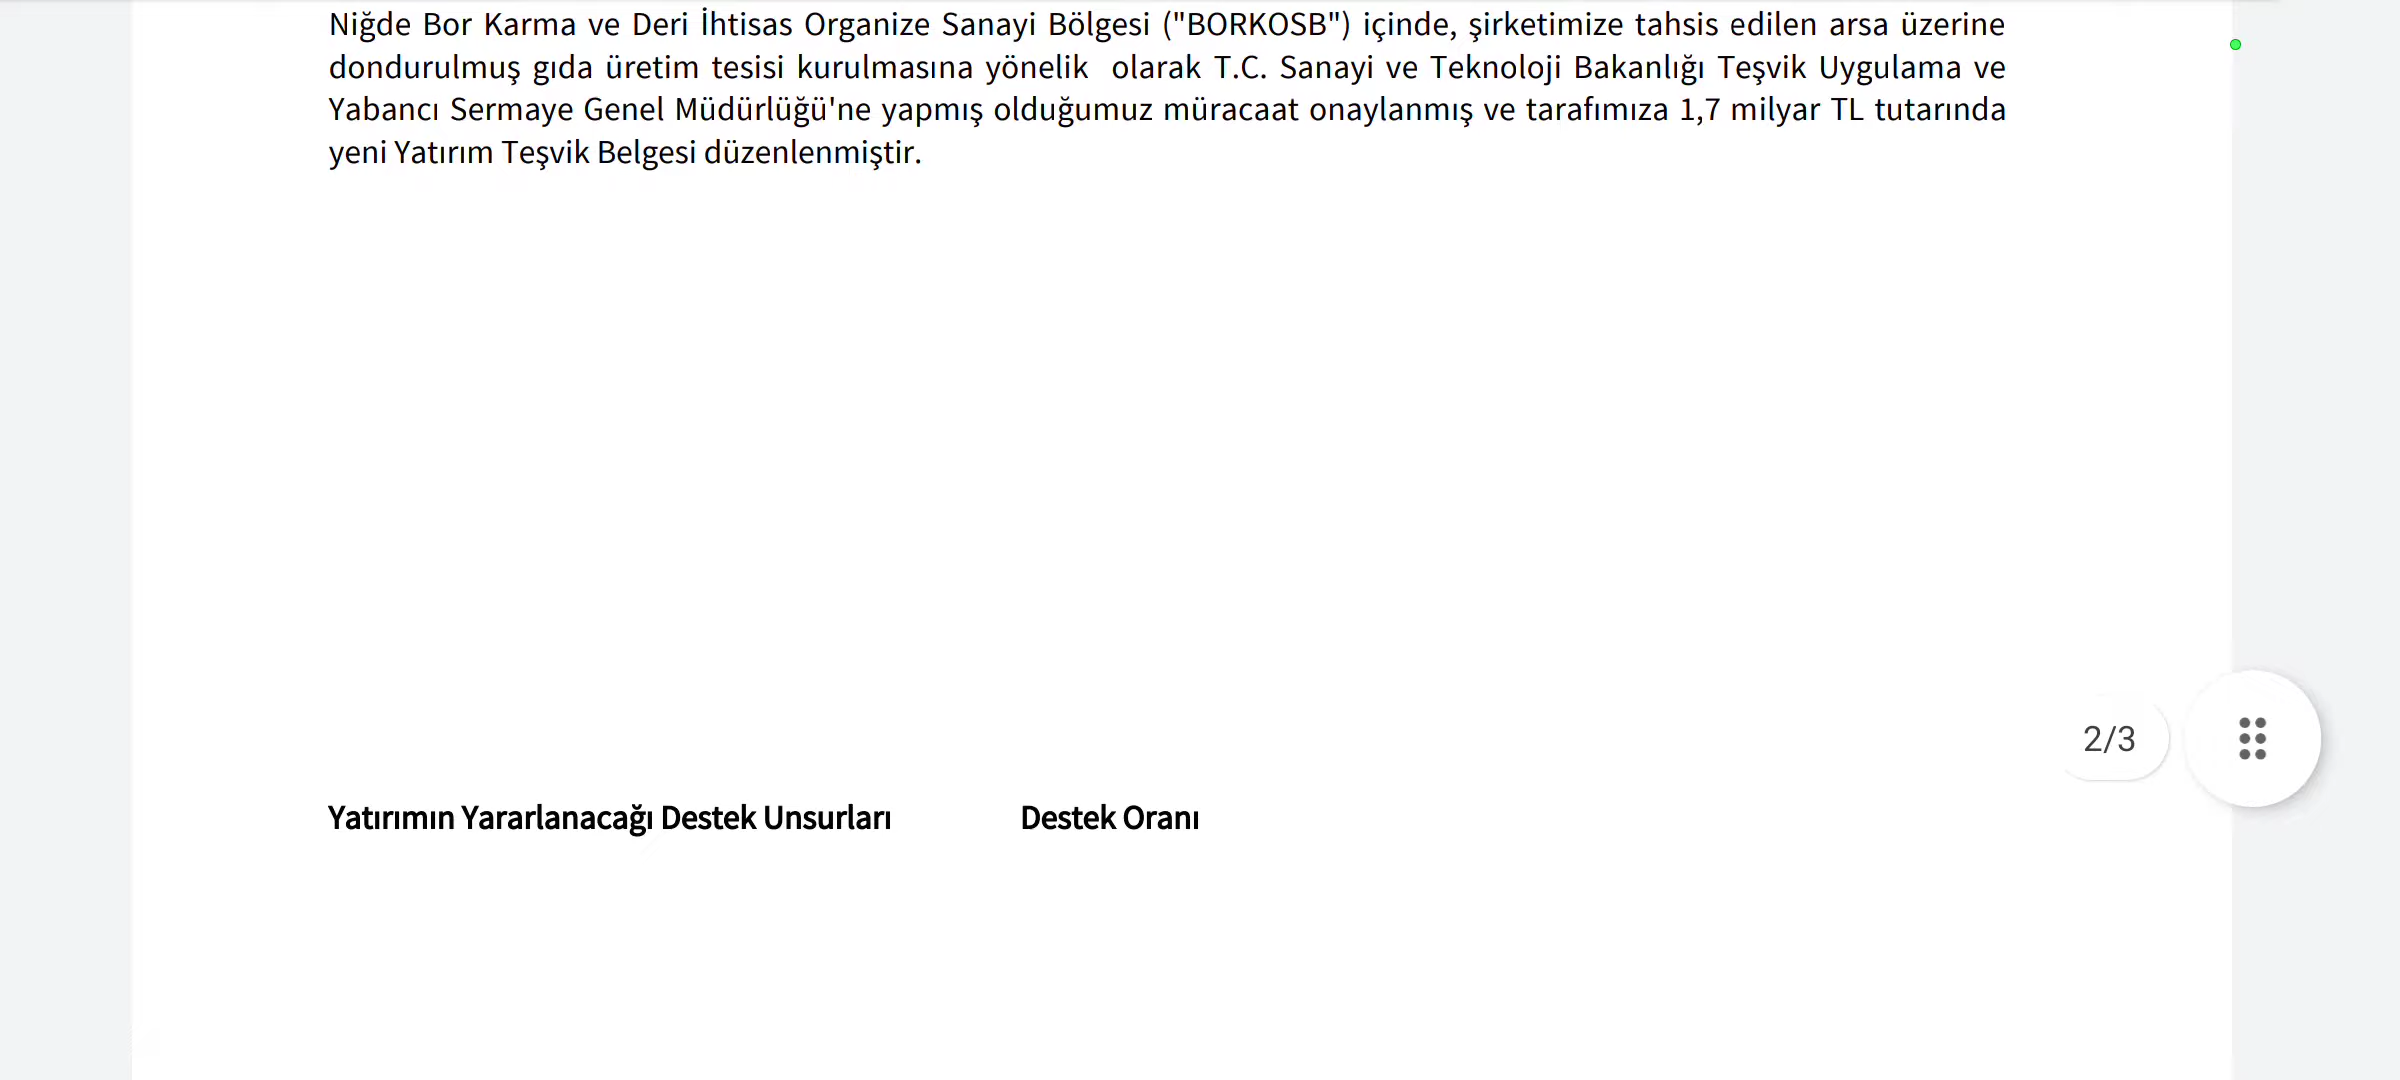 Niğde Bor Karma ve Deri İhtisas Organize Sanayi Bölgesi ("BORKOSB") içinde, şirketimize tahsis edilen arsa üzerine
dondurulmuş gıda üretim tesisi kurulmasına yönelik  olarak T.C. Sanayi ve Teknoloji Bakanlığı Teşvik Uygulama ve
Yabancı Sermaye Genel Müdürlüğü'ne yapmış olduğumuz müracaat onaylanmış ve tarafımıza 1,7 milyar TL tutarında
yeni Yatırım Teşvik Belgesi düzenlenmiştir.
2/3
Yatırımın Yararlanacağı Destek Unsurları Destek Oranı